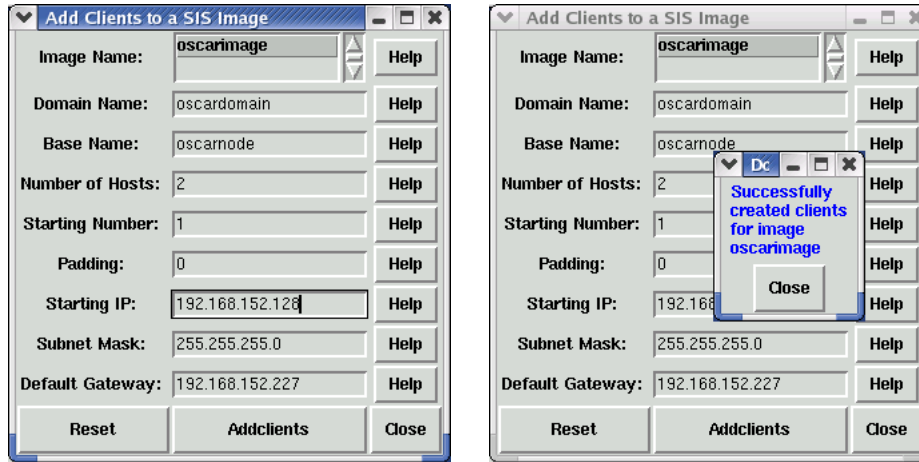 Add Clients to a SIS Image
Image Name: oscarimage Help
Domain Name: oscardomain Help
Base Name: oscarnode Help
Number of Hosts: 2 Help
Starting Number: 1 Help
Padding: 0 Help
Starting IP: 192.168.152.128 Help
Subnet Mask: 255.255.255.0 Help
Default Gateway: 192.168.152.227 Help
Reset Addclients Close
Add Clients to a SIS Image
Image Name: oscarimage Help
Domain Name: oscardomain Help
Base Name: oscarnode Help
Number of Hosts: 2 Help
Starting Number: 1 Help
Padding: 0 Help
Starting IP: 192.168 Help
Subnet Mask: 255.255.255.0 Help
Default Gateway: 192.168.152.227 Help
Reset Addclients Close
Successfully
created clients
for image
oscarimage
Close